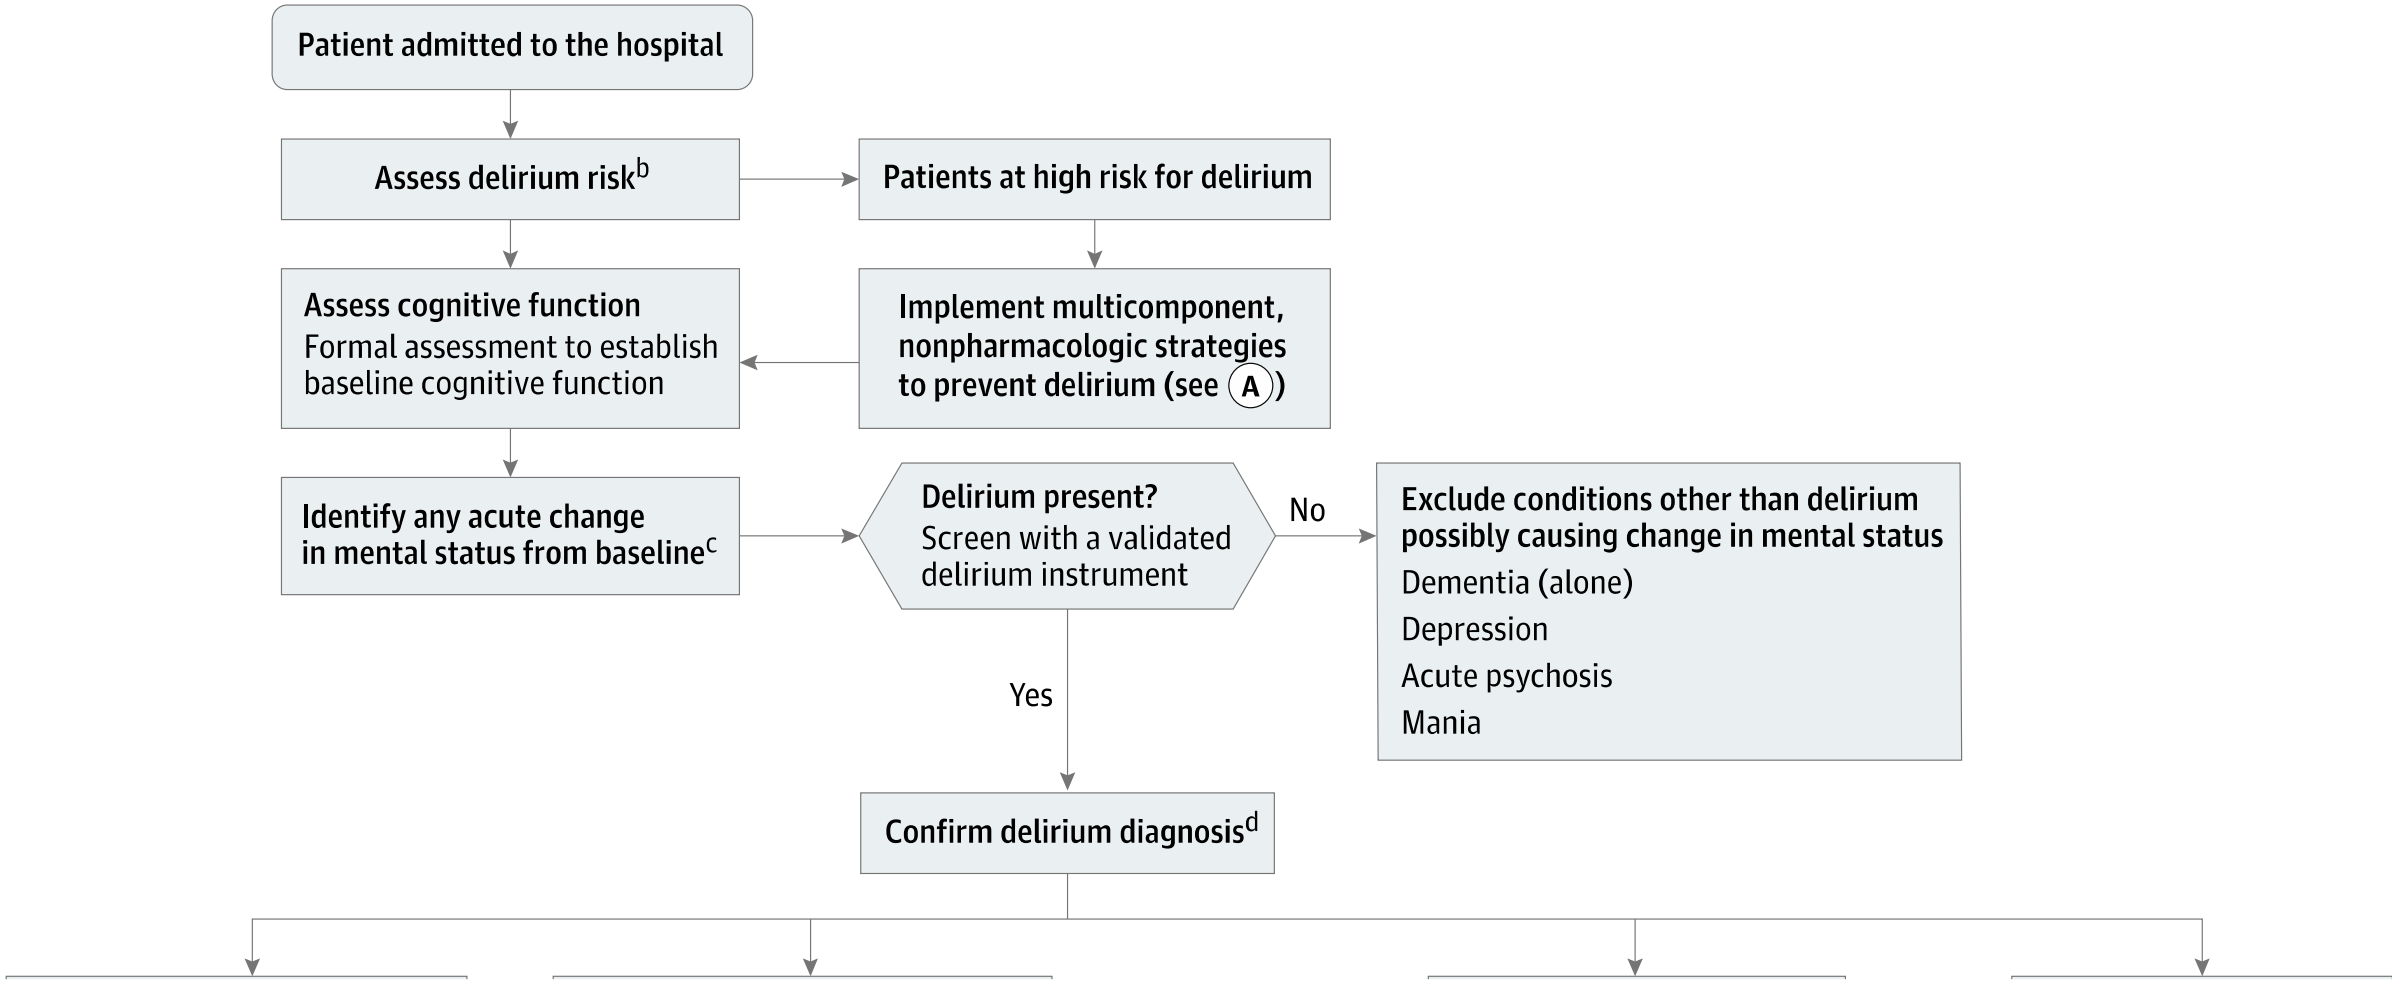 Patient admitted to the hospital
Assess delirium riskb
Patients at high risk for delirium
Assess cognitive function
Formal assessment to establish
baseline cognitive function
Implement multicomponent,
nonpharmacologic strategies
to prevent delirium (see A)
Identify any acute change
in mental status from baselinec
Delirium present?
Screen with a validated
delirium instrument
No
Exclude conditions other than delirium
possibly causing change in mental status
Dementia (alone)
Depression
Acute psychosis
Mania
Yes
Confirm delirium diagnosisd